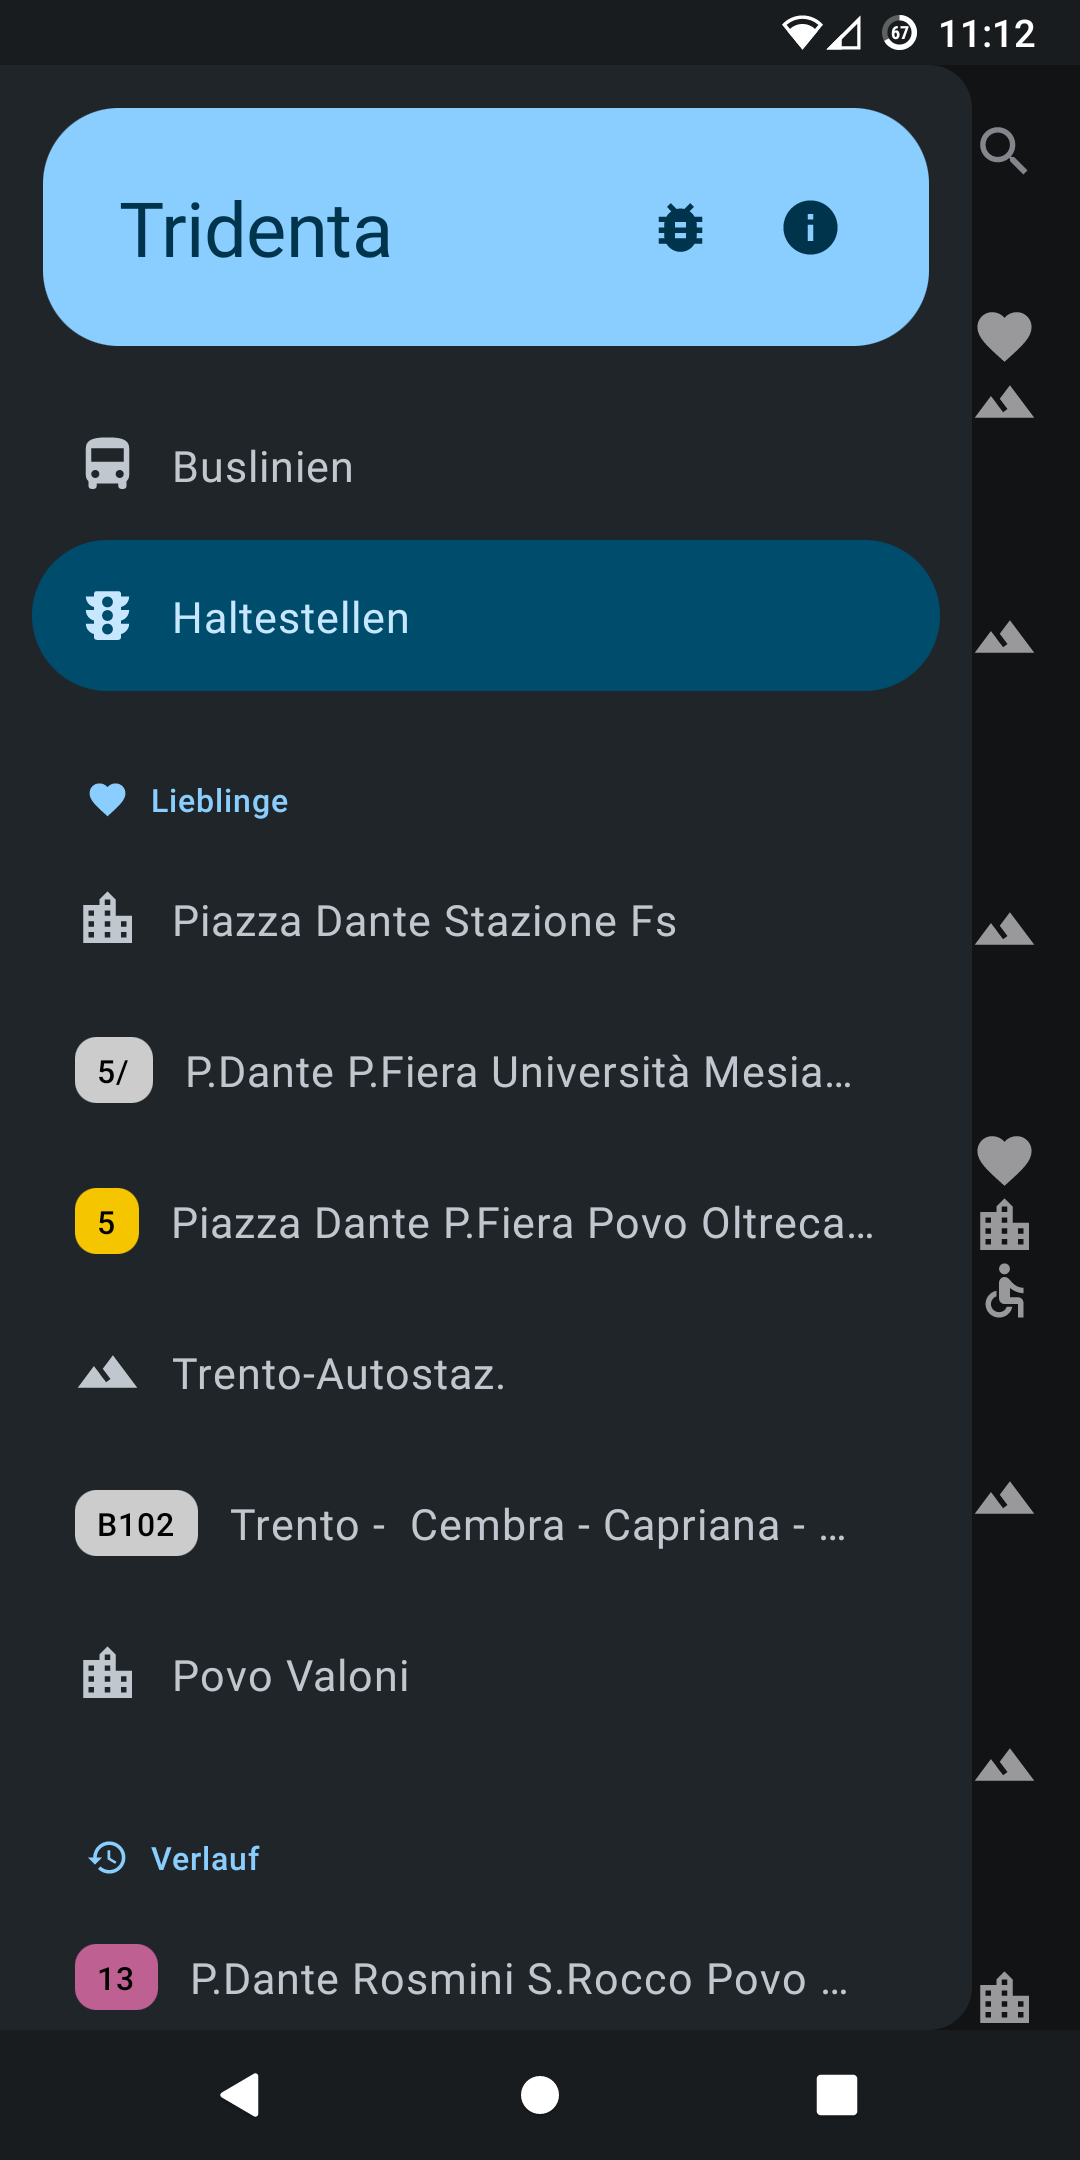 67 11:12
Tridenta
Buslinien
Haltestellen
Lieblinge
Piazza Dante Stazione Fs
5/ P.Dante P.Fiera Università Mesia…
5 Piazza Dante P.Fiera Povo Oltreca…
Trento-Autostaz.
B102 Trento -  Cembra - Capriana - …
Povo Valoni
Verlauf
13 P.Dante Rosmini S.Rocco Povo …